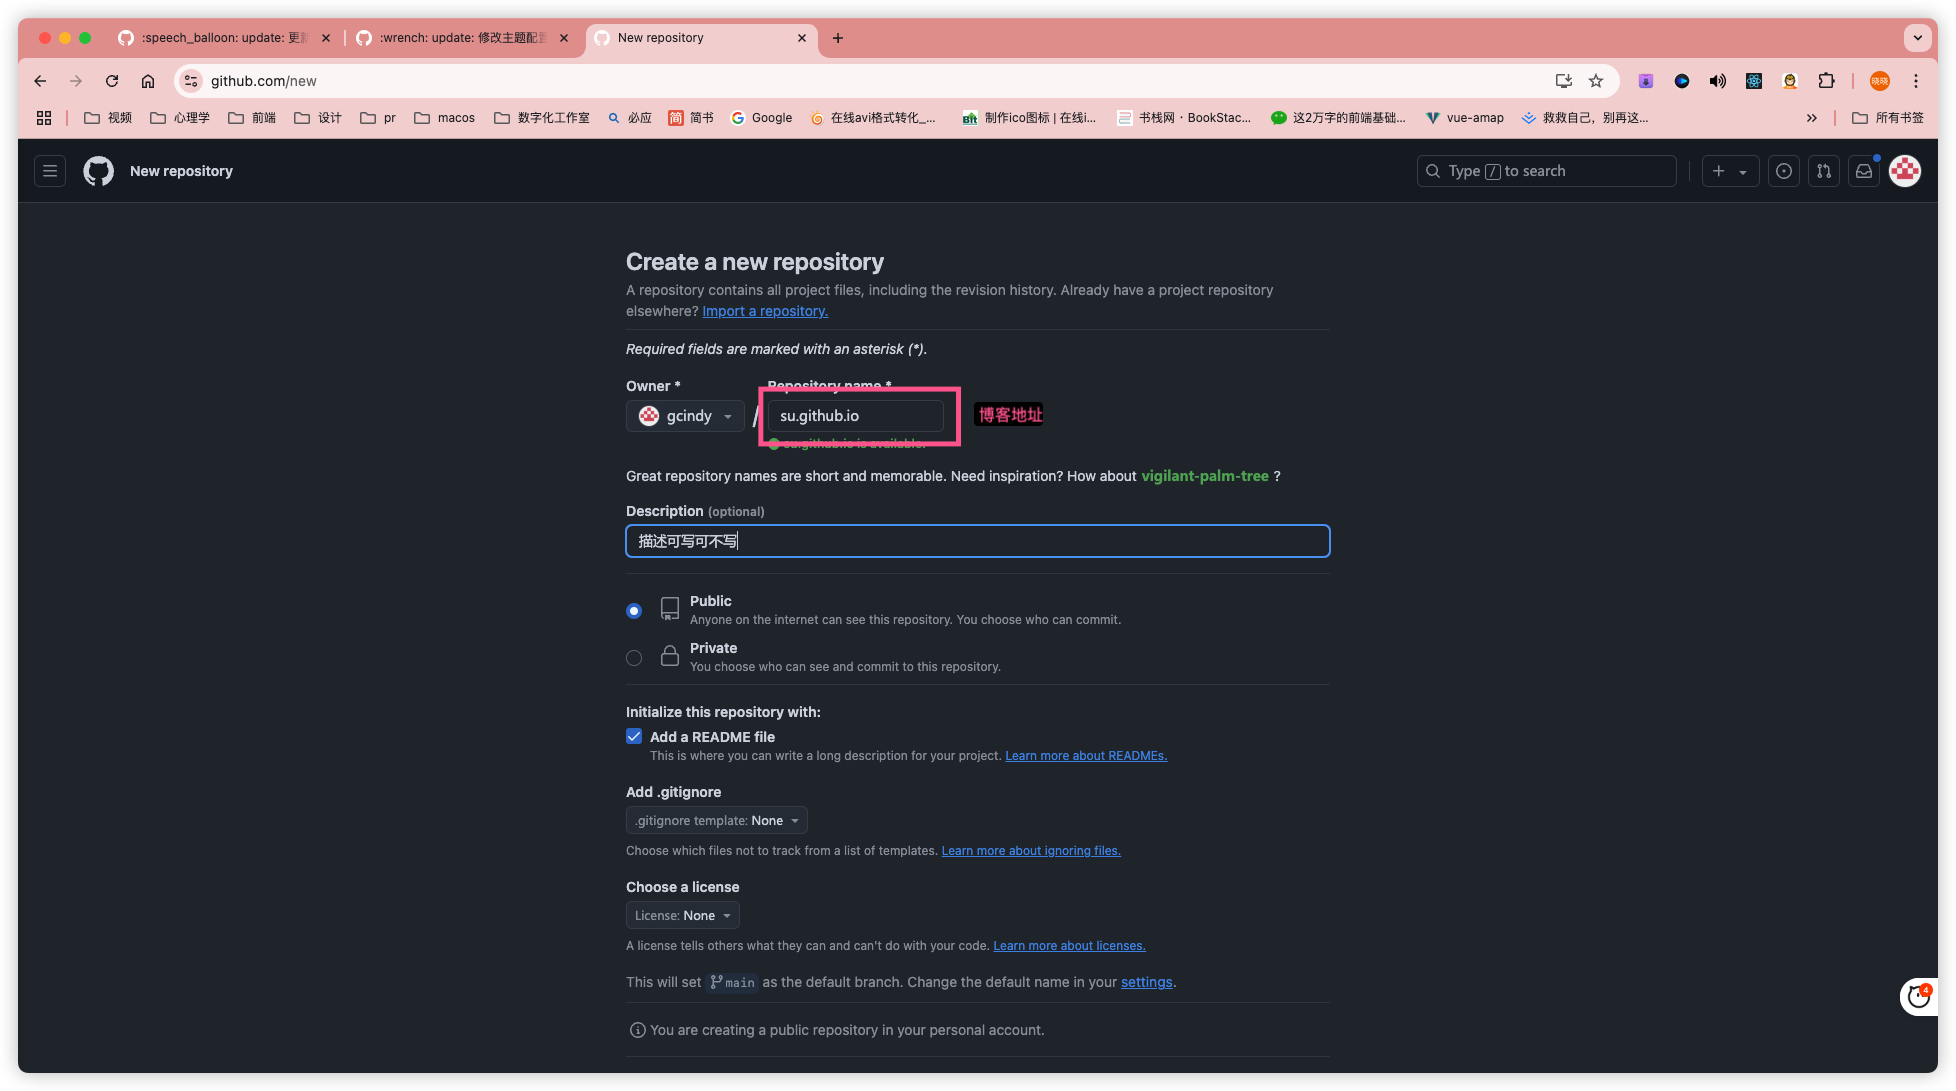 :speech_balloon: update: 更新
:wrench: update: 修改主题配置
New repository
github.com/new
晓晓
视频
心理学
前端
设计
pr
macos
数字化工作室
必应
简 简书
Google
在线avi格式转化_...
制作ico图标 | 在线i...
书栈网 · BookStac...
这2万字的前端基础...
vue-amap
救救自己，别再这...
所有书签
New repository
Type / to search
Create a new repository
A repository contains all project files, including the revision history. Already have a project repository
elsewhere? Import a repository.
Required fields are marked with an asterisk (*).
Owner *
Repository name *
gcindy
/
su.github.io
博客地址
su.github.io is available.
Great repository names are short and memorable. Need inspiration? How about vigilant-palm-tree ?
Description (optional)
描述可写可不写
Public
Anyone on the internet can see this repository. You choose who can commit.
Private
You choose who can see and commit to this repository.
Initialize this repository with:
Add a README file
This is where you can write a long description for your project. Learn more about READMEs.
Add .gitignore
.gitignore template: None
Choose which files not to track from a list of templates. Learn more about ignoring files.
Choose a license
License: None
A license tells others what they can and can't do with your code. Learn more about licenses.
This will set main as the default branch. Change the default name in your settings.
4
You are creating a public repository in your personal account.